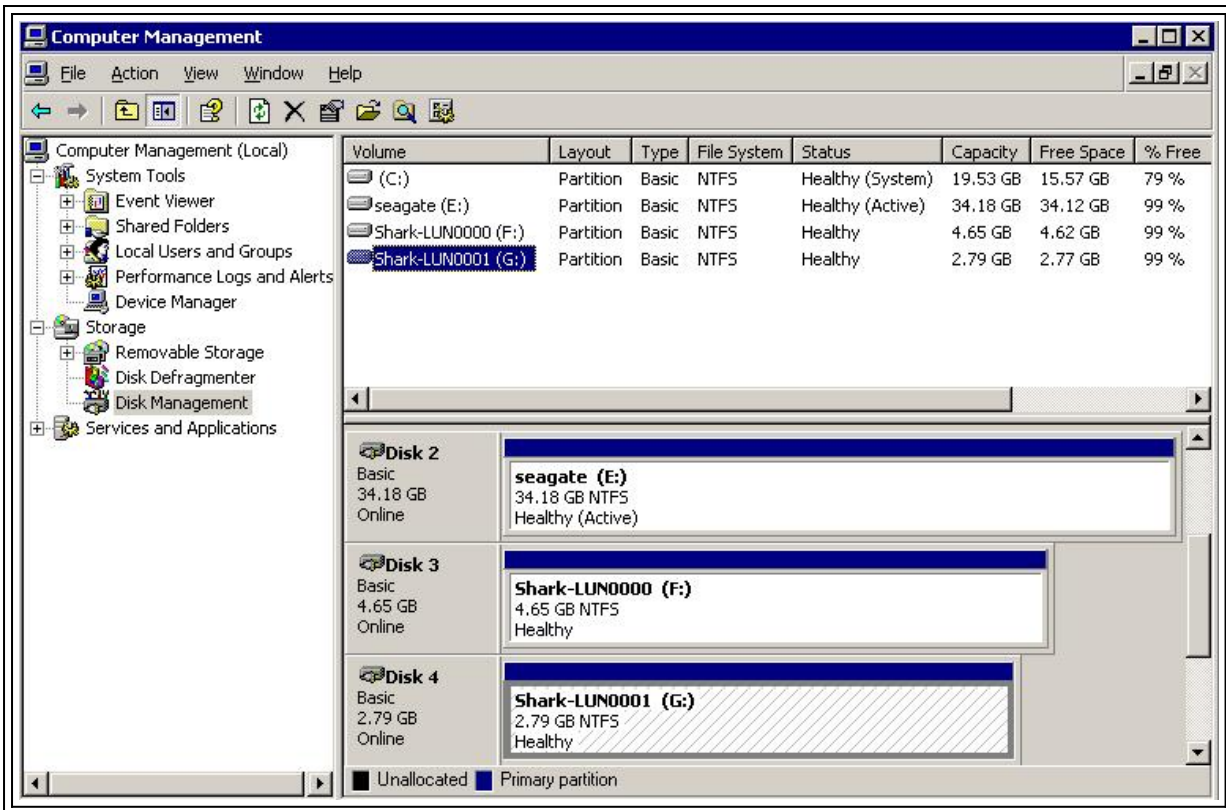 Computer Management
File Action View Window Help
Computer Management (Local)
System Tools
Event Viewer
Shared Folders
Local Users and Groups
Performance Logs and Alerts
Device Manager
Storage
Removable Storage
Disk Defragmenter
Disk Management
Services and Applications
Volume Layout Type File System Status Capacity Free Space % Free
(C:) Partition Basic NTFS Healthy (System) 19.53 GB 15.57 GB 79 %
seagate (E:) Partition Basic NTFS Healthy (Active) 34.18 GB 34.12 GB 99 %
Shark-LUN0000 (F:) Partition Basic NTFS Healthy 4.65 GB 4.62 GB 99 %
Shark-LUN0001 (G:) Partition Basic NTFS Healthy 2.79 GB 2.77 GB 99 %
Disk 2
Basic
34.18 GB
Online
seagate (E:)
34.18 GB NTFS
Healthy (Active)
Disk 3
Basic
4.65 GB
Online
Shark-LUN0000 (F:)
4.65 GB NTFS
Healthy
Disk 4
Basic
2.79 GB
Online
Shark-LUN0001 (G:)
2.79 GB NTFS
Healthy
Unallocated Primary partition